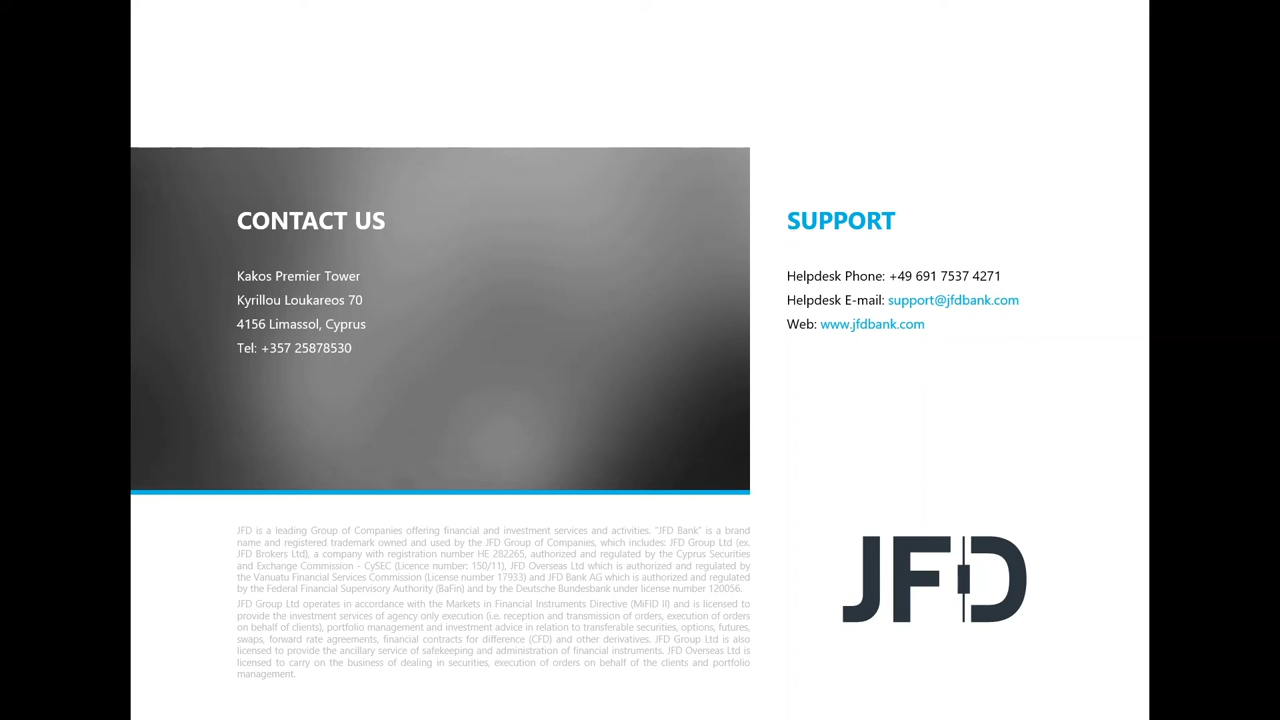 CONTACT US
Kakos Premier Tower
Kyrillou Loukareos 70
4156 Limassol, Cyprus
Tel: +357 25878530
SUPPORT
Helpdesk Phone: +49 691 7537 4271
Helpdesk E-mail: support@jfdbank.com
Web: www.jfdbank.com
JFD is a leading Group of Companies offering financial and investment services and activities. "JFD Bank" is a brand
name and registered trademark owned and used by the JFD Group of Companies, which includes: JFD Group Ltd (ex.
JFD Brokers Ltd), a company with registration number HE 282265, authorized and regulated by the Cyprus Securities
and Exchange Commission - CySEC (Licence number: 150/11), JFD Overseas Ltd which is authorized and regulated by
the Vanuatu Financial Services Commission (License number 17933) and JFD Bank AG which is authorized and regulated
by the Federal Financial Supervisory Authority (BaFin) and by the Deutsche Bundesbank under license number 120056.
JFD Group Ltd operates in accordance with the Markets in Financial Instruments Directive (MiFID II) and is licensed to
provide the investment services of agency only execution (i.e. reception and transmission of orders, execution of orders
on behalf of clients), portfolio management and investment advice in relation to transferable securities, options, futures,
swaps, forward rate agreements, financial contracts for difference (CFD) and other derivatives. JFD Group Ltd is also
licensed to provide the ancillary service of safekeeping and administration of financial instruments. JFD Overseas Ltd is
licensed to carry on the business of dealing in securities, execution of orders on behalf of the clients and portfolio
management.
JFD